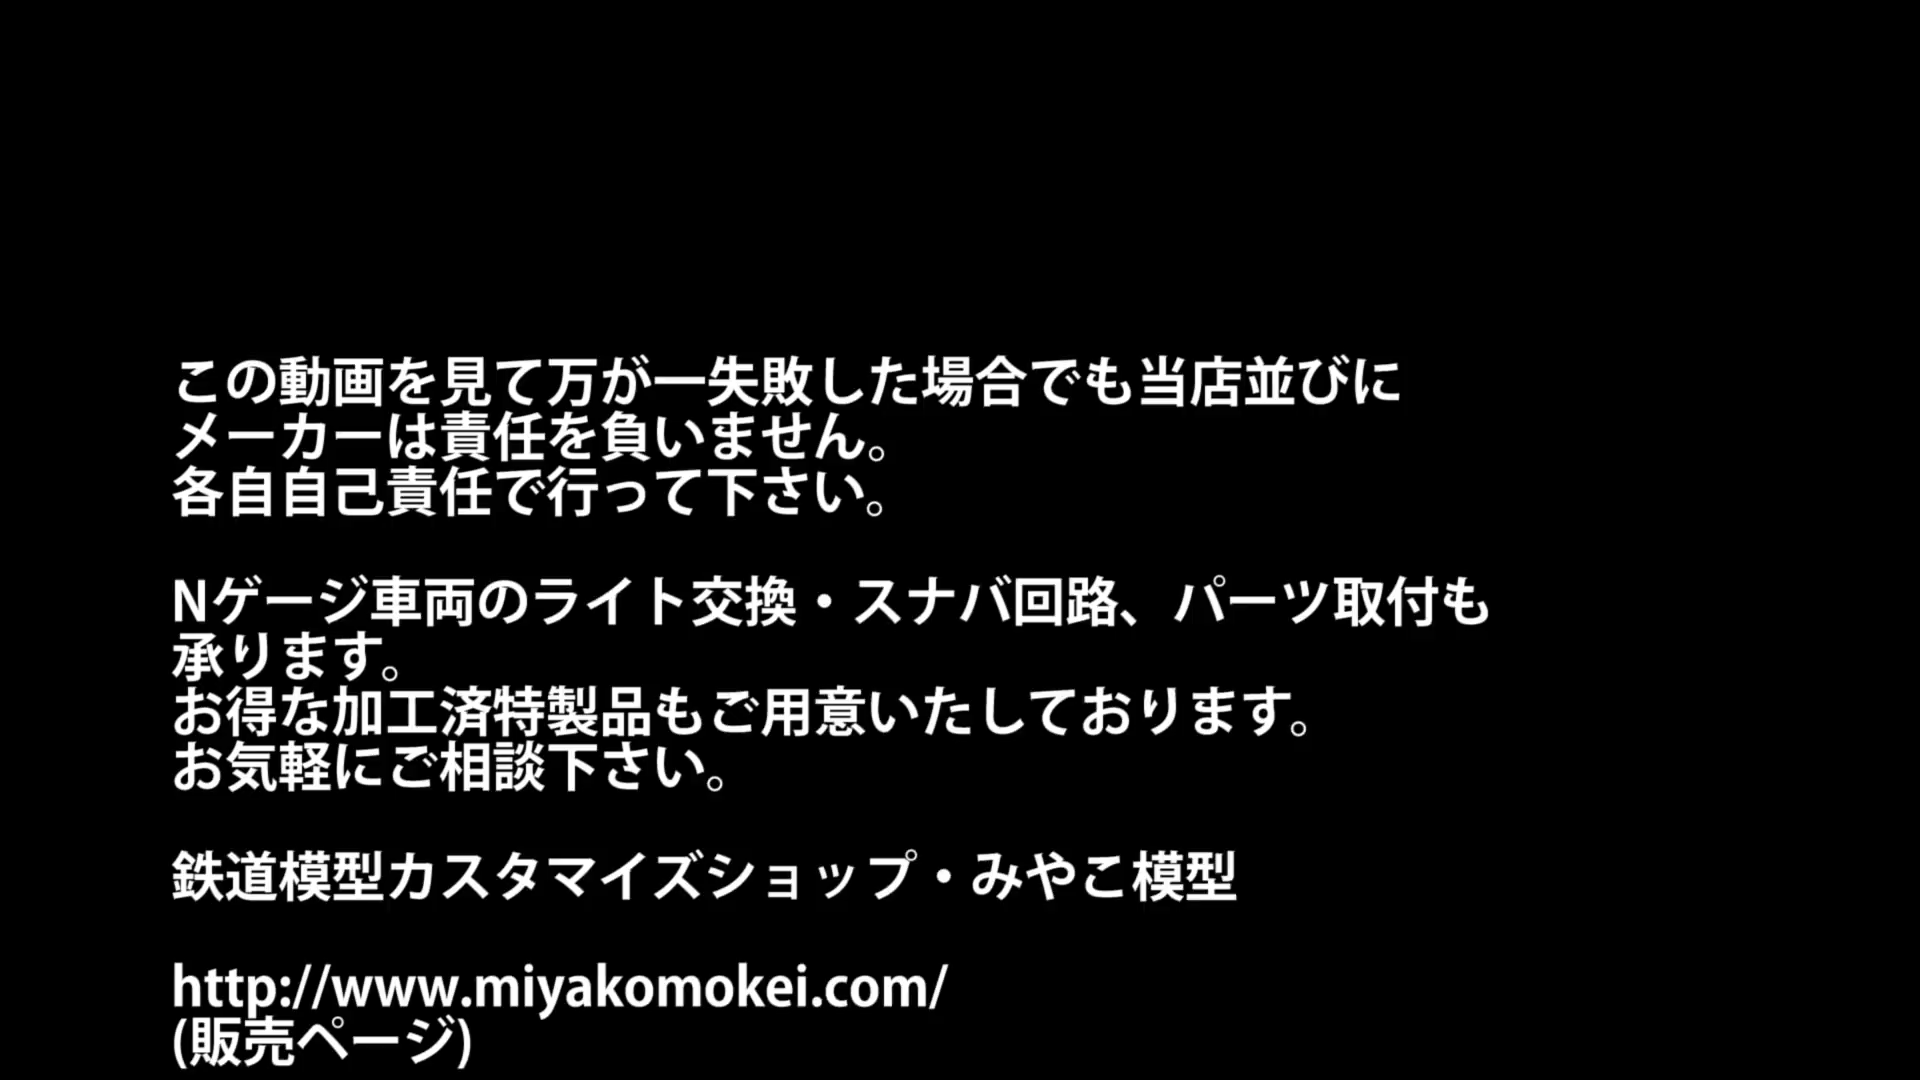 この動画を見て万が一失敗した場合でも当店並びに
メーカーは責任を負いません。
各自自己責任で行って下さい。
Nゲージ車両のライト交換・スナバ回路、パーツ取付も
承ります。
お得な加工済特製品もご用意いたしております。
お気軽にご相談下さい。
鉄道模型カスタマイズショップ・みやこ模型
http://www.miyakomokei.com/
(販売ページ)